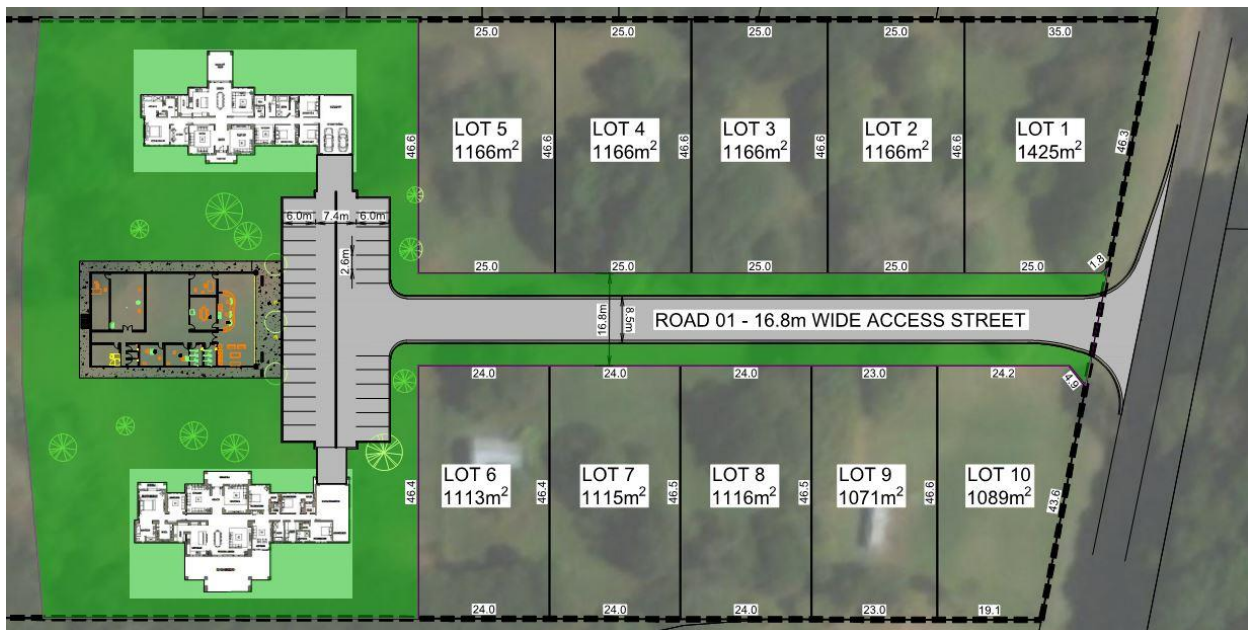 25.0
25.0
25.0
25.0
35.0
LOT 5
1166m²
LOT 4
1166m²
LOT 3
1166m²
LOT 2
1166m²
LOT 1
1425m²
46.6
46.6
46.6
46.6
46.6
46.3
6.0m
7.4m
6.0m
2.6m
25.0
25.0
25.0
25.0
25.0
1.8
16.8m
8.5m
ROAD 01 - 16.8m WIDE ACCESS STREET
24.0
24.0
24.0
23.0
24.2
4.9
LOT 6
1113m²
LOT 7
1115m²
LOT 8
1116m²
LOT 9
1071m²
LOT 10
1089m²
46.4
46.4
46.5
46.5
46.6
43.6
24.0
24.0
24.0
23.0
19.1